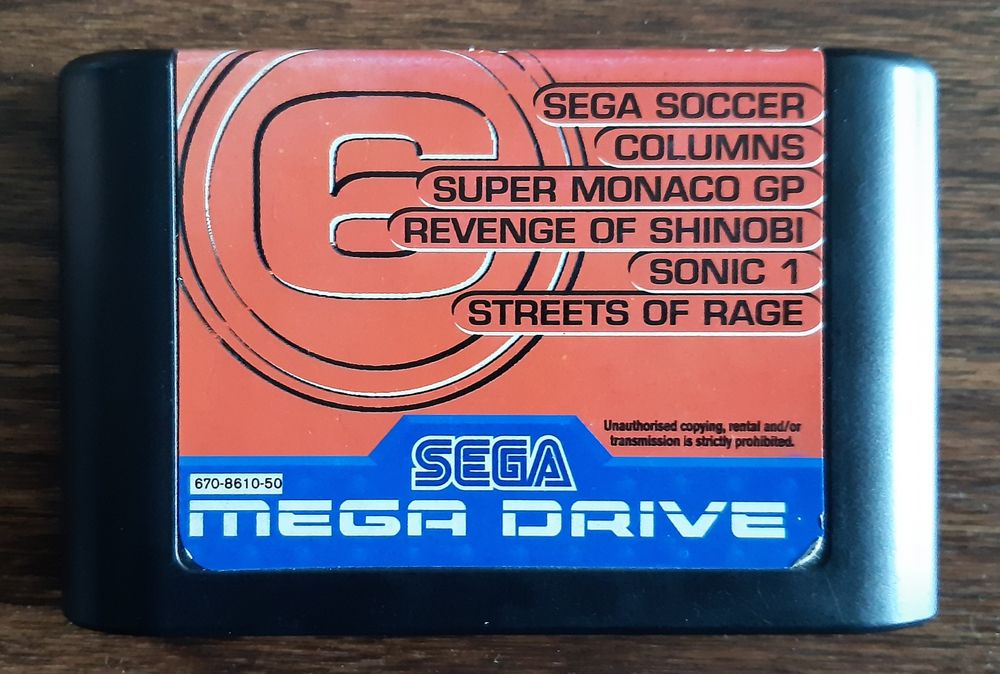 6
SEGA SOCCER
COLUMNS
SUPER MONACO GP
REVENGE OF SHINOBI
SONIC 1
STREETS OF RAGE
Unauthorised copying, rental and/or
transmission is strictly prohibited.
SEGA
670-8610-50
MEGA DRIVE